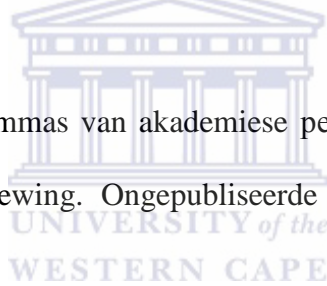 mmas van akademiese pe
ewing. Ongepubliseerde
UNIVERSITY of the
WESTERN CAPE